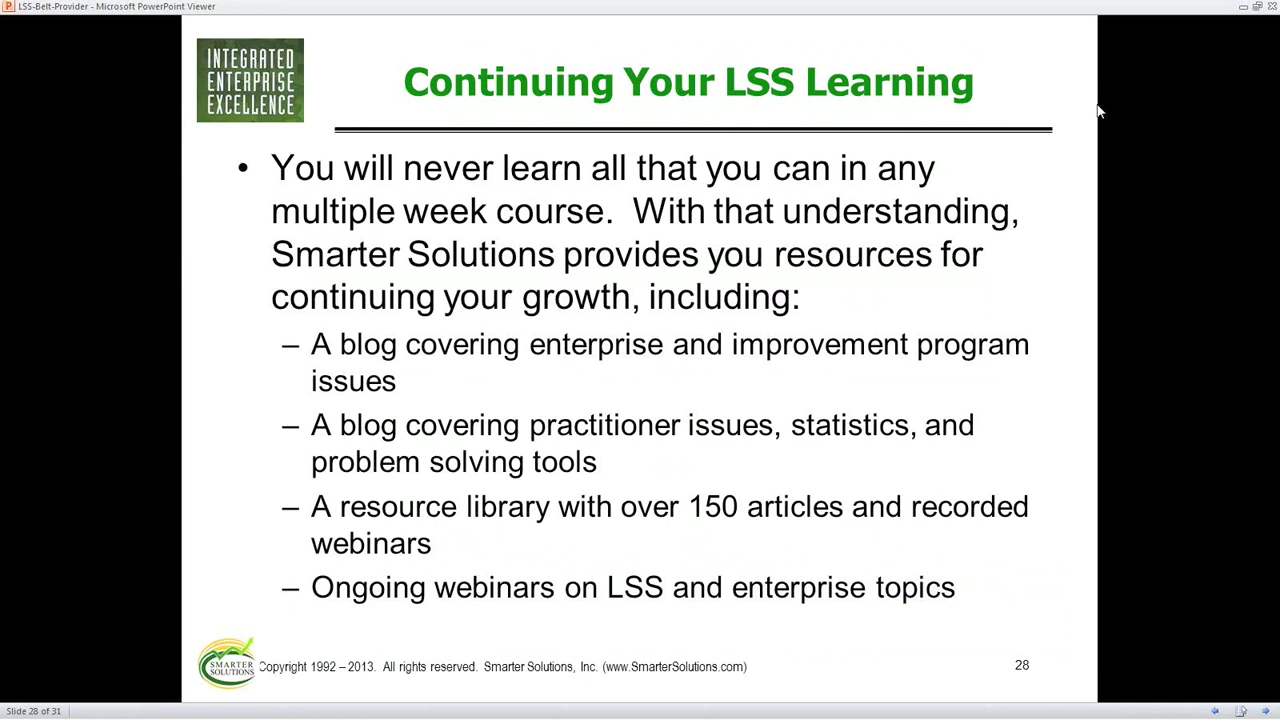 LSS-Belt-Provider - Microsoft PowerPoint Viewer
INTEGRATED
ENTERPRISE
EXCELLENCE
Continuing Your LSS Learning
• You will never learn all that you can in any
multiple week course.  With that understanding,
Smarter Solutions provides you resources for
continuing your growth, including:
– A blog covering enterprise and improvement program
issues
– A blog covering practitioner issues, statistics, and
problem solving tools
– A resource library with over 150 articles and recorded
webinars
– Ongoing webinars on LSS and enterprise topics
SMARTER
SOLUTIONS
Copyright 1992 – 2013.  All rights reserved.  Smarter Solutions, Inc. (www.SmarterSolutions.com)
28
Slide 28 of 31